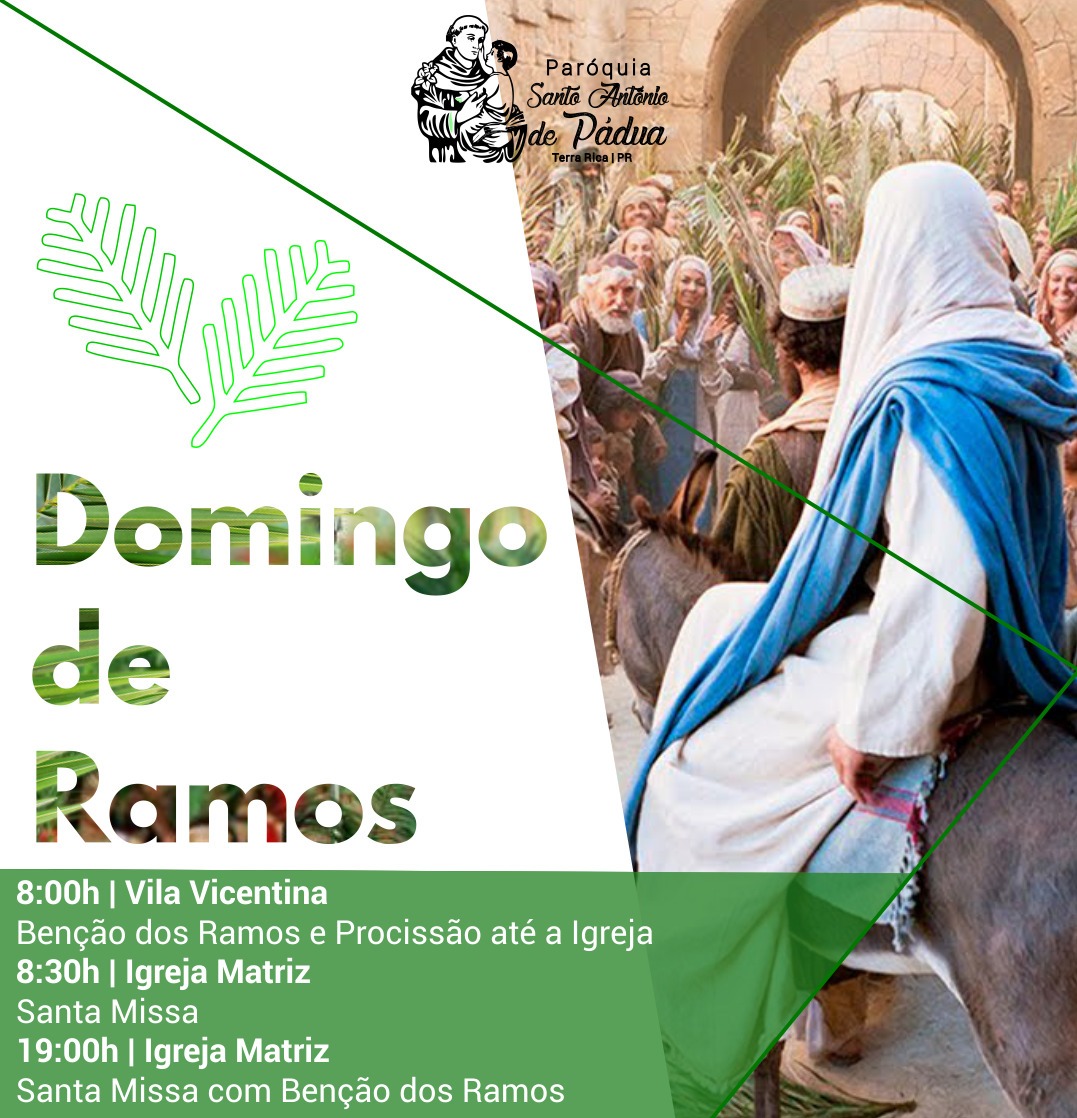 Paróquia
Santo Antônio
de Pádua
Terra Rica | PR
Domingo
de
Ramos
8:00h | Vila Vicentina
Benção dos Ramos e Procissão até a Igreja
8:30h | Igreja Matriz
Santa Missa
19:00h | Igreja Matriz
Santa Missa com Benção dos Ramos